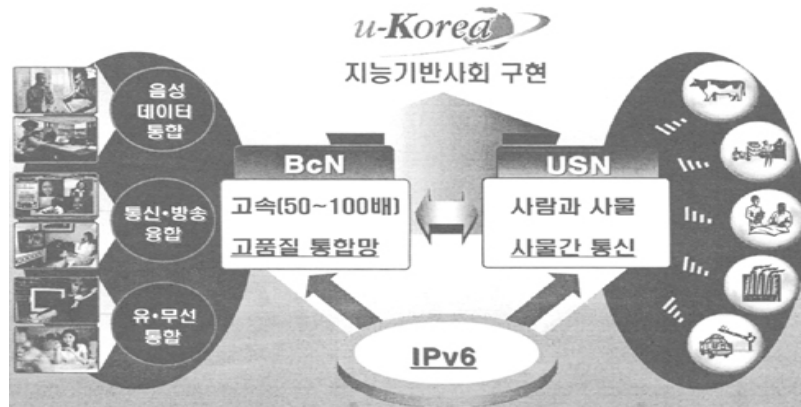 u-Korea
지능기반사회 구현
음성
데이터
통합
통신•방송
융합
유•무선
통합
BcN
고속(50~100배)
고품질 통합망
USN
사람과 사물
사물간 통신
IPv6